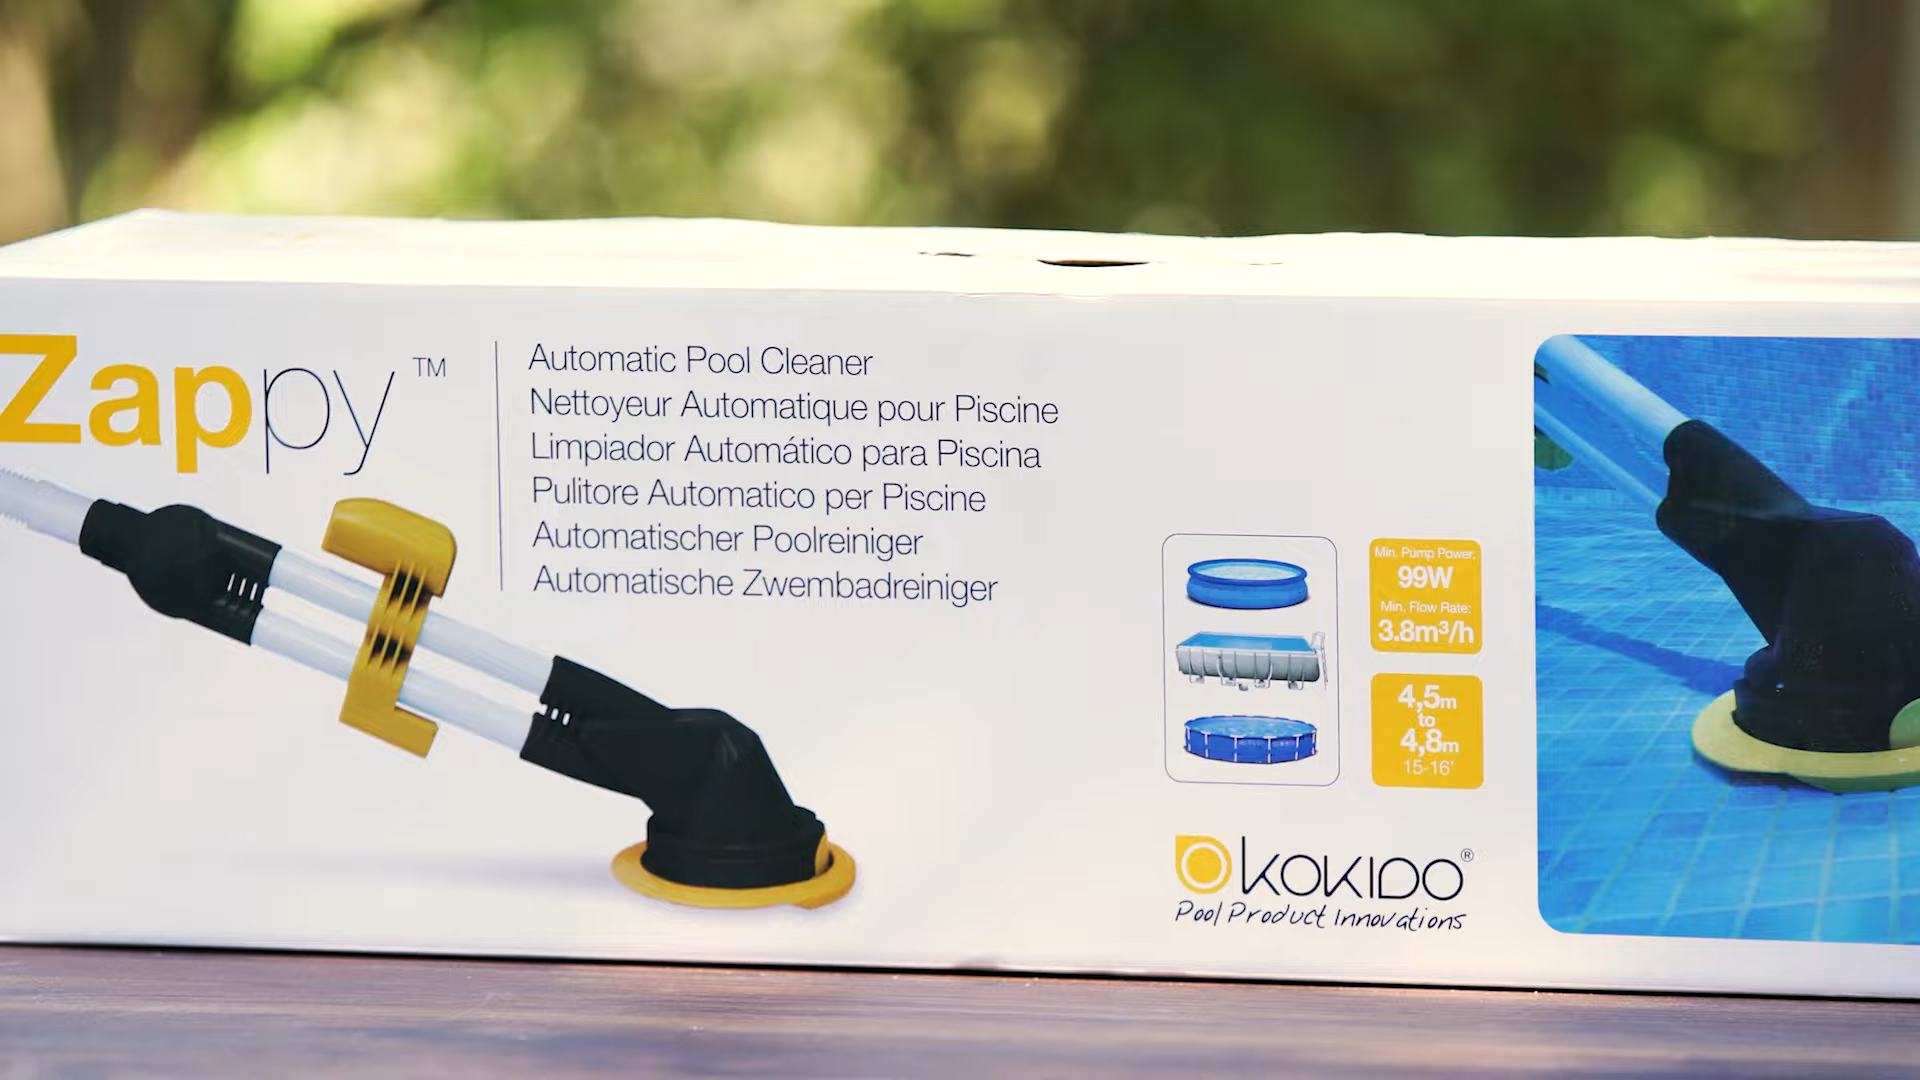 Zappy™
Automatic Pool Cleaner
Nettoyeur Automatique pour Piscine
Limpiador Automático para Piscina
Pulitore Automatico per Piscine
Automatischer Poolreiniger
Automatische Zwembadreiniger
Min. Pump Power:
99W
Min. Flow Rate:
3.8m³/h
4,5m
to
4,8m
15-16'
KOKIDO®
Pool Product Innovations